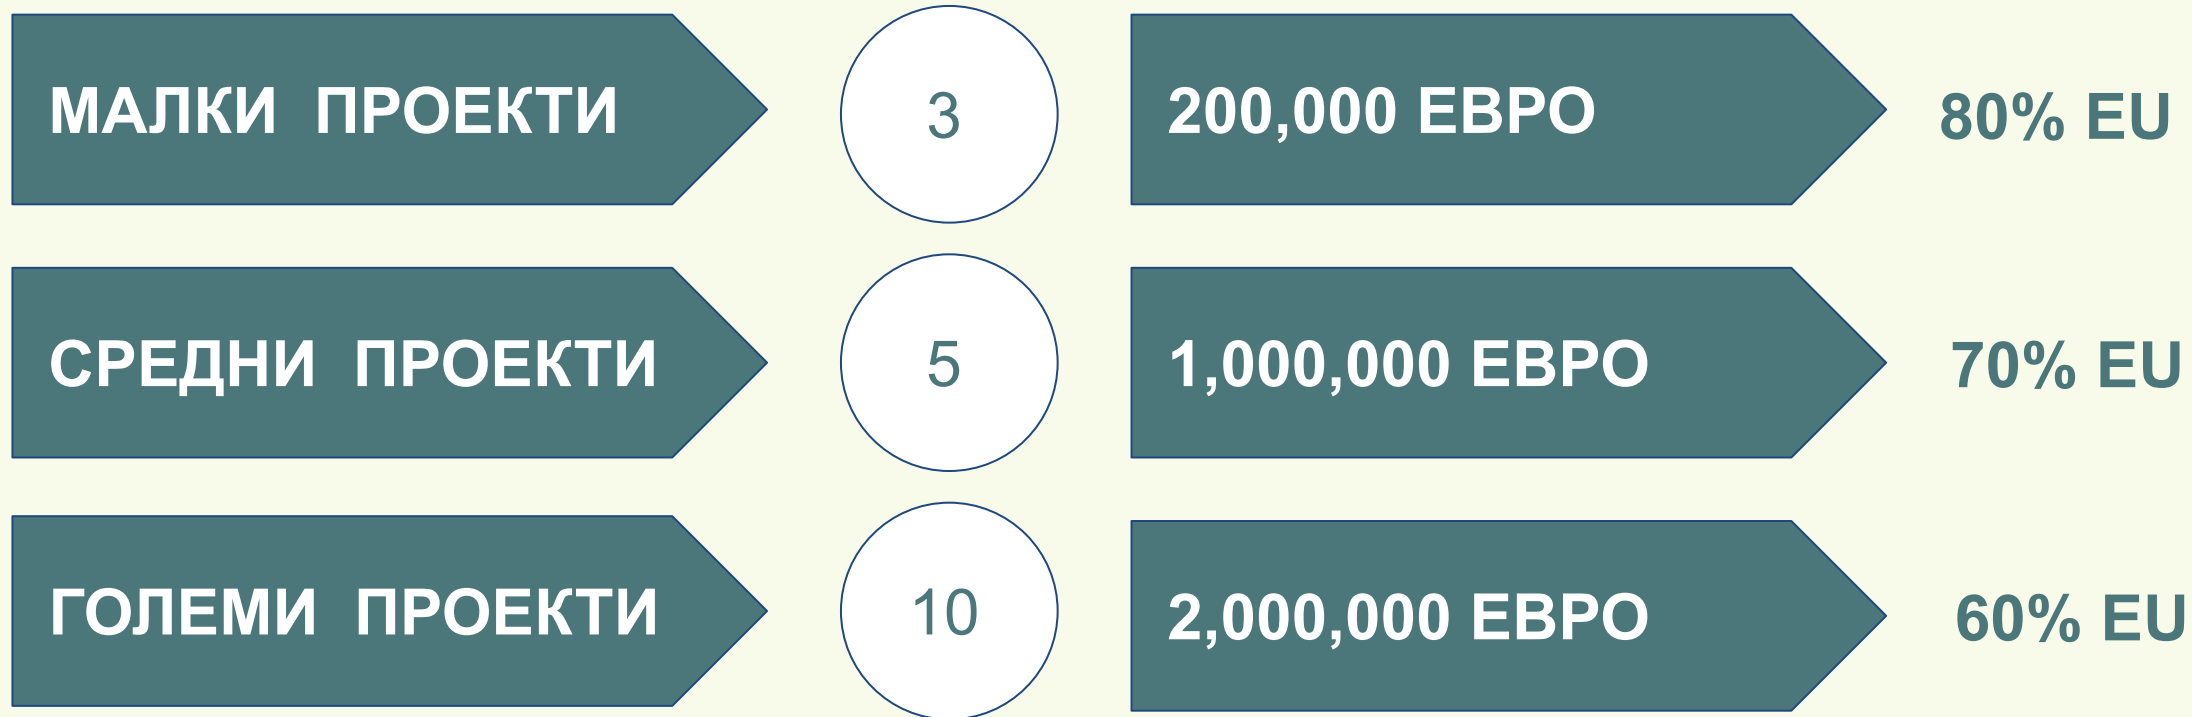 МАЛКИ ПРОЕКТИ 3 200,000 ЕВРО 80% EU
СРЕДНИ ПРОЕКТИ 5 1,000,000 ЕВРО 70% EU
ГОЛЕМИ ПРОЕКТИ 10 2,000,000 ЕВРО 60% EU